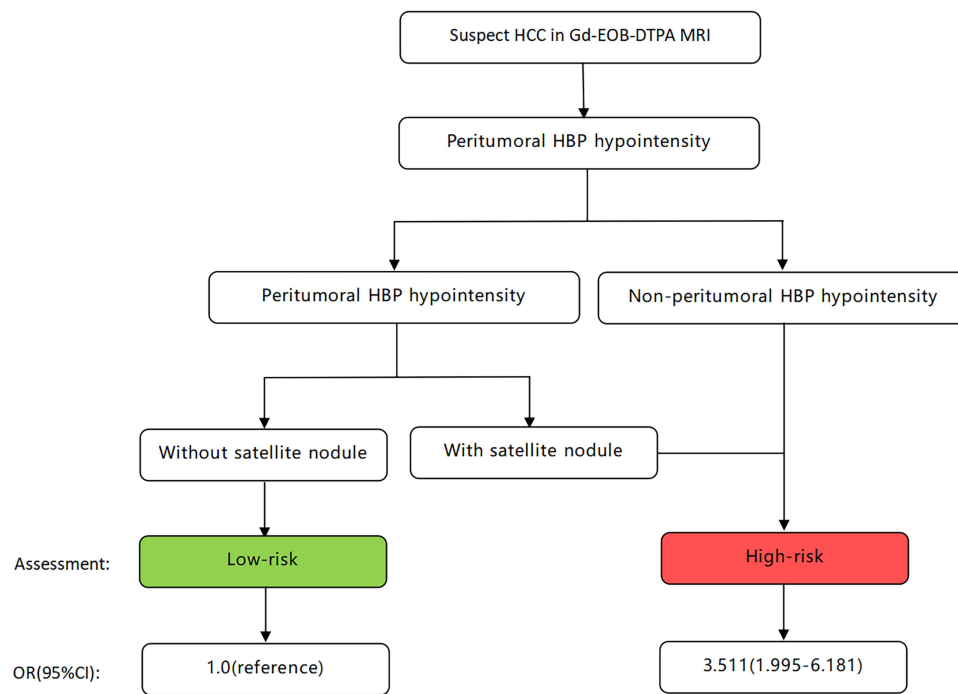 Suspect HCC in Gd-EOB-DTPA MRI
Peritumoral HBP hypointensity
Peritumoral HBP hypointensity
Non-peritumoral HBP hypointensity
Without satellite nodule
With satellite nodule
Assessment:
Low-risk
High-risk
OR(95%CI):
1.0(reference)
3.511(1.995-6.181)